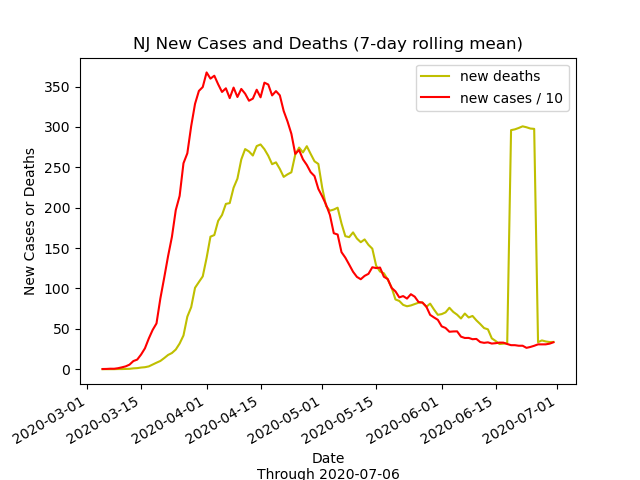 NJ New Cases and Deaths (7-day rolling mean)
new deaths
new cases / 10
New Cases or Deaths
350
300
250
200
150
100
50
0
2020-03-01
2020-03-15
2020-04-01
2020-04-15
2020-05-01
2020-05-15
2020-06-01
2020-06-15
2020-07-01
Date
Through 2020-07-06